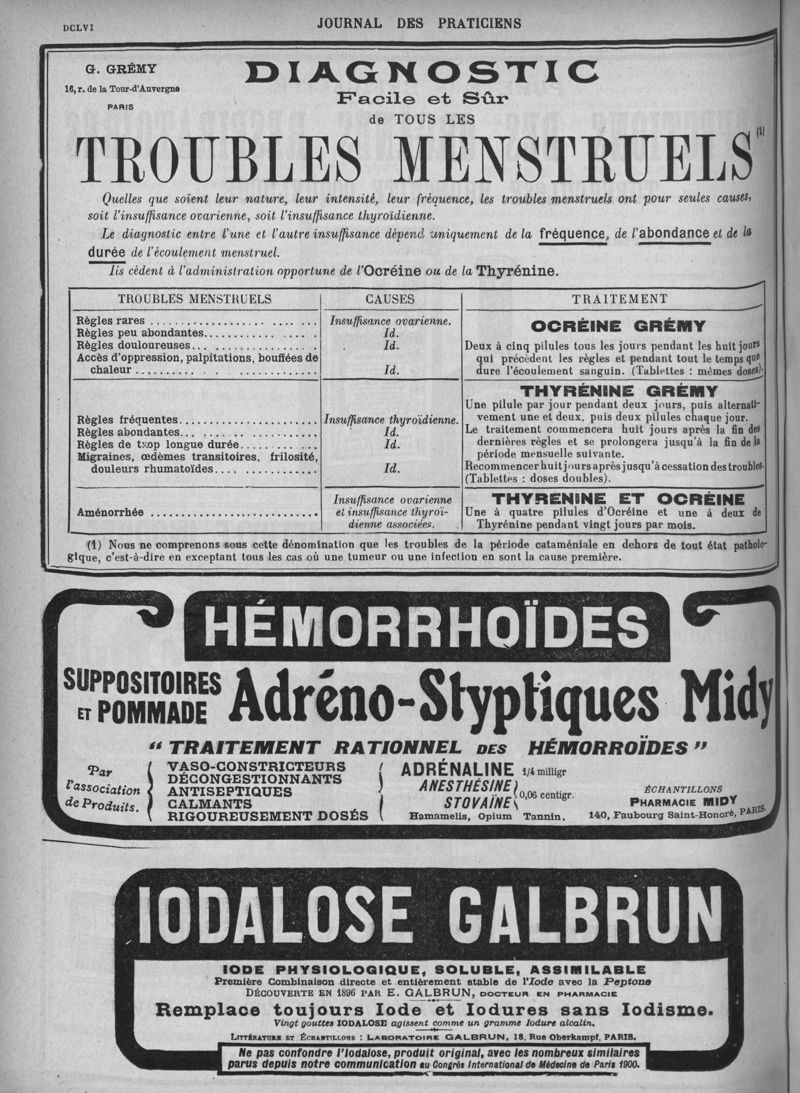 DCLVI
JOURNAL DES PRATICIENS
G. GRÉMY
16, r. de la Tour-d'Auvergne
PARIS
DIAGNOSTIC
Facile et Sûr
de TOUS LES
TROUBLES MENSTRUELS (1)
Quelles que soient leur nature, leur intensité, leur fréquence, les troubles menstruels ont pour seules causes,
soit l'insuffisance ovarienne, soit l'insuffisance thyroïdienne.
Le diagnostic entre l'une et l'autre insuffisance dépend uniquement de la fréquence, de l'abondance et de la
durée de l'écoulement menstruel.
Ils cèdent à l'administration opportune de l'Ocréine ou de la Thyrénine.
TROUBLES MENSTRUELS
CAUSES
TRAITEMENT
Règles rares
Insuffisance ovarienne.
Règles peu abondantes
Id.
Règles douloureuses
Id.
Accès d'oppression, palpitations, bouffées de
chaleur
Id.
OCRÉINE GRÉMY
Deux à cinq pilules tous les jours pendant les huit jours
qui précèdent les règles et pendant tout le temps que
dure l'écoulement sanguin. (Tablettes : mêmes doses).
Règles fréquentes
Insuffisance thyroïdienne.
Règles abondantes
Id.
Règles de trop longue durée
Id.
Migraines, œdèmes transitoires, frilosité,
douleurs rhumatoïdes
Id.
THYRÉNINE GRÉMY
Une pilule par jour pendant deux jours, puis alternati-
vement une et deux, puis deux pilules chaque jour.
Le traitement commencera huit jours après la fin des
dernières règles et se prolongera jusqu'à la fin de la
période mensuelle suivante.
Recommencer huit jours après jusqu'à cessation des troubles.
(Tablettes : doses doubles).
Aménorrhée
Insuffisance ovarienne
et insuffisance thyroï-
dienne associées.
THYRÉNINE ET OCRÉINE
Une à quatre pilules d'Ocréine et une à deux de
Thyrénine pendant vingt jours par mois.
(1) Nous ne comprenons sous cette dénomination que les troubles de la période cataméniale en dehors de tout état patholo-
gique, c'est-à-dire en exceptant tous les cas où une tumeur ou une infection en sont la cause première.
HÉMORRHOÏDES
SUPPOSITOIRES
ET POMMADE
Adréno-Styptiques Midy
"TRAITEMENT RATIONNEL DES HÉMORROÏDES"
Par
l'association
de Produits.
VASO-CONSTRICTEURS
DÉCONGESTIONNANTS
ANTISEPTIQUES
CALMANTS
RIGOUREUSEMENT DOSÉS
ADRÉNALINE 1/4 milligr
ANESTHÉSINE
STOVAÏNE
0,06 centigr.
Hamamelis, Opium Tannin.
ÉCHANTILLONS
PHARMACIE MIDY
140, Faubourg Saint-Honoré, PARIS.
IODALOSE GALBRUN
IODE PHYSIOLOGIQUE, SOLUBLE, ASSIMILABLE
Première Combinaison directe et entièrement stable de l'Iode avec la Peptone
DÉCOUVERTE EN 1896 PAR E. GALBRUN, DOCTEUR EN PHARMACIE
Remplace toujours Iode et Iodures sans Iodisme.
Vingt gouttes IODALOSE agissent comme un gramme Iodure alcalin.
LITTÉRATURE ET ÉCHANTILLONS : LABORATOIRE GALBRUN, 18, Rue Oberkampf, PARIS.
Ne pas confondre l'Iodalose, produit original, avec les nombreux similaires
parus depuis notre communication au Congrès International de Médecine de Paris 1900.